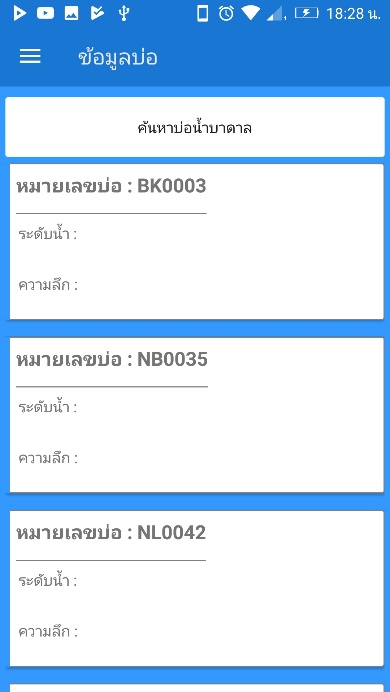 18:28 น.
ข้อมูลบ่อ
ค้นหาบ่อน้ำบาดาล
หมายเลขบ่อ : BK0003
ระดับน้ำ :
ความลึก :
หมายเลขบ่อ : NB0035
ระดับน้ำ :
ความลึก :
หมายเลขบ่อ : NL0042
ระดับน้ำ :
ความลึก :